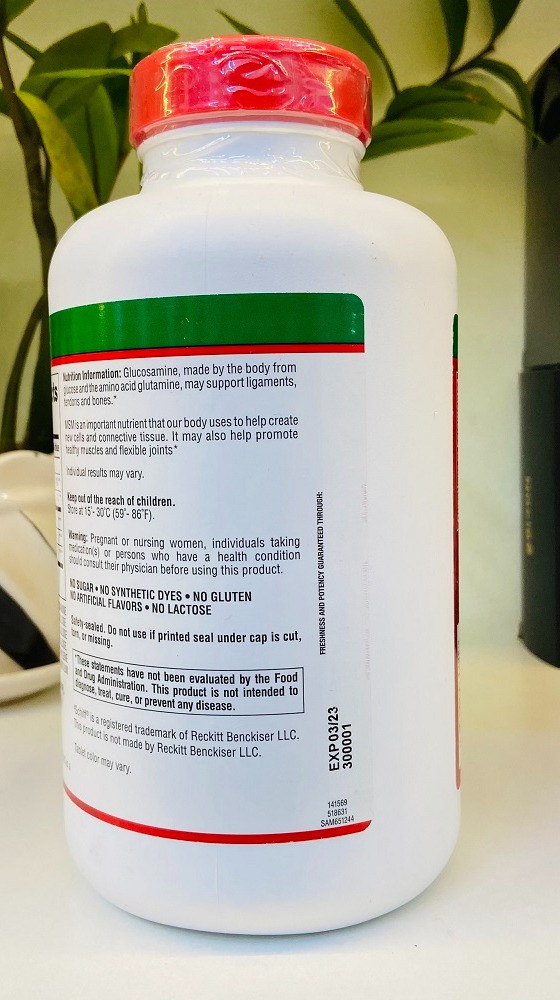 Nutrition Information: Glucosamine, made by the body from
glucose and the amino acid glutamine, may support ligaments,
tendons and bones.*
MSM is an important nutrient that our body uses to help create
new cells and connective tissue. It may also help promote
healthy muscles and flexible joints*
Individual results may vary.
Keep out of the reach of children.
Store at 15°- 30°C (59°- 86°F).
Warning: Pregnant or nursing women, individuals taking
medication(s) or persons who have a health condition
should consult their physician before using this product.
NO SUGAR • NO SYNTHETIC DYES • NO GLUTEN
NO ARTIFICIAL FLAVORS • NO LACTOSE
Safety-sealed. Do not use if printed seal under cap is cut,
torn, or missing.
*These statements have not been evaluated by the Food
and Drug Administration. This product is not intended to
diagnose, treat, cure, or prevent any disease.
°Schiff® is a registered trademark of Reckitt Benckiser LLC.
This product is not made by Reckitt Benckiser LLC.
Tablet color may vary.
FRESHNESS AND POTENCY GUARANTEED THROUGH:
EXP03/23
300001
141569
518631
SAM651244